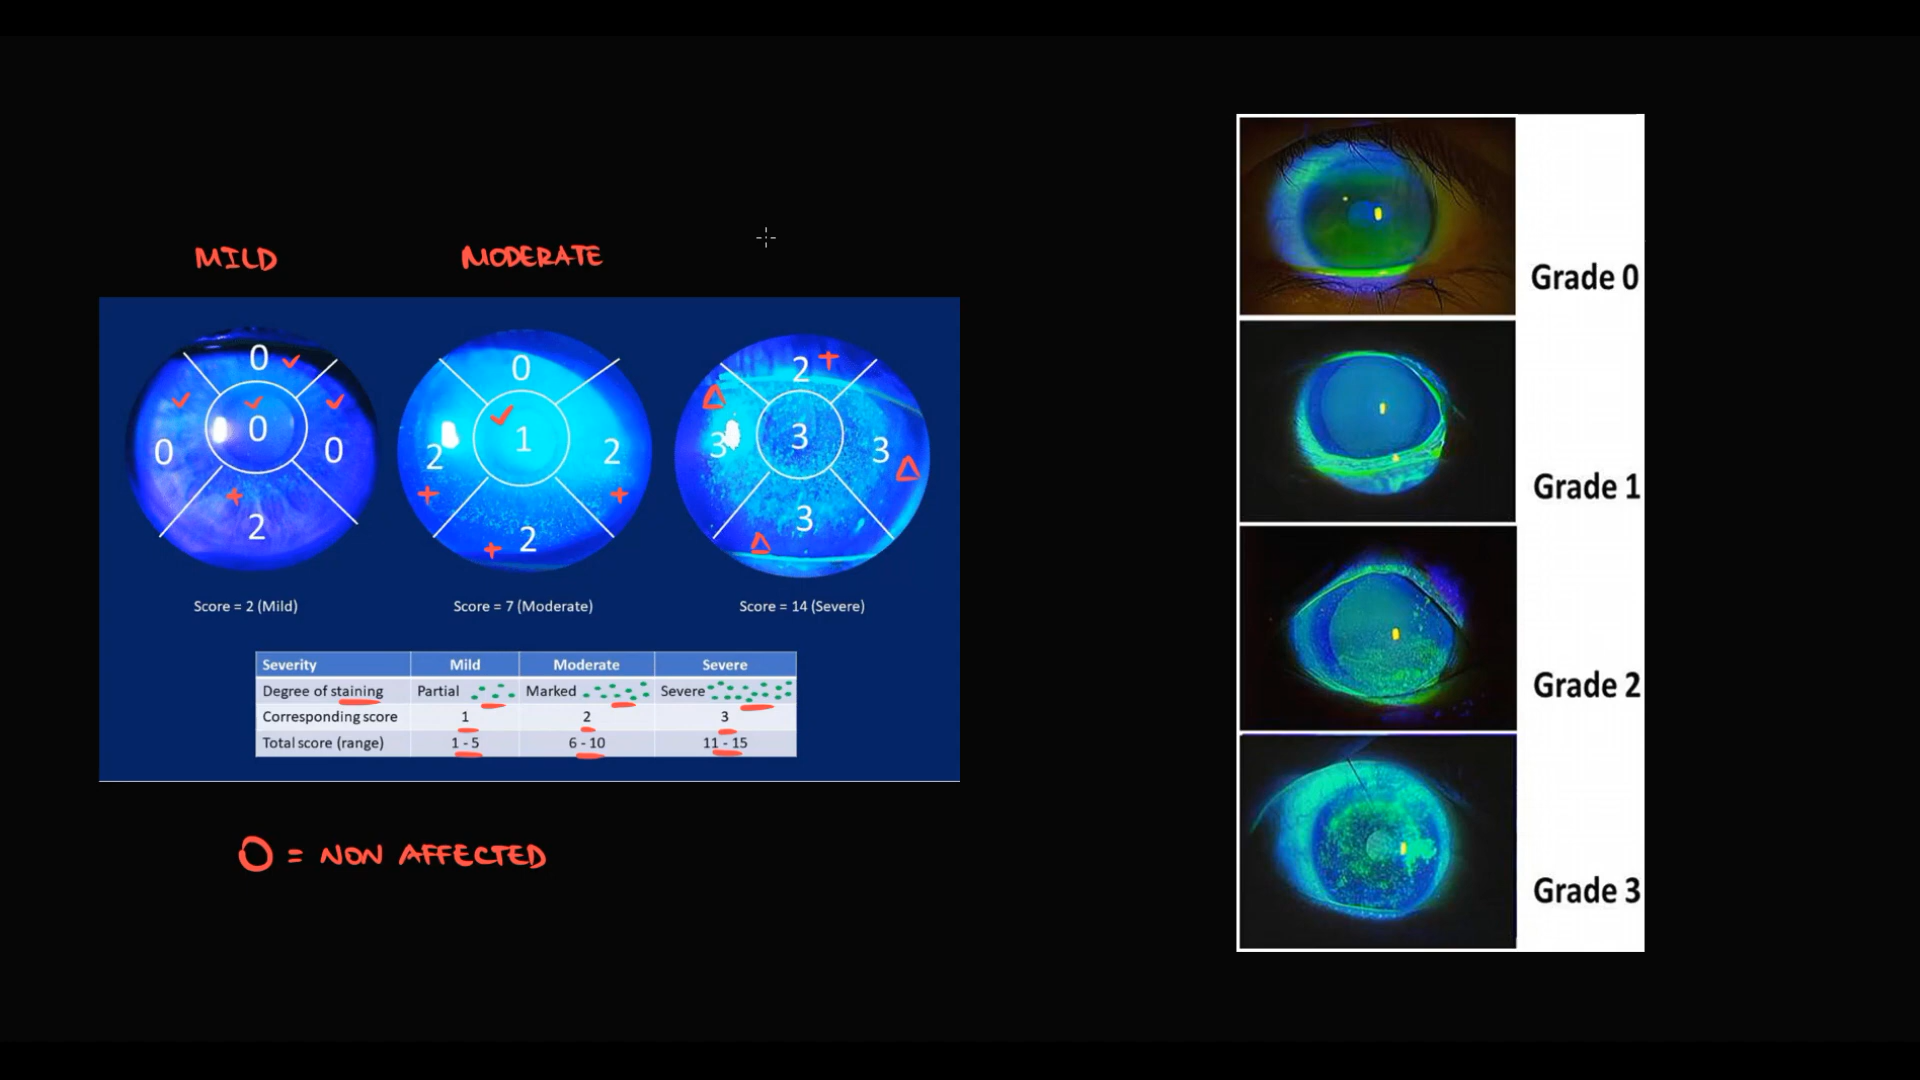 MILD
MODERATE
0
0
0
0
2
0
1
2
2
2
2
3
3
3
3
Score = 2 (Mild)
Score = 7 (Moderate)
Score = 14 (Severe)
Severity Mild Moderate Severe
Degree of staining Partial Marked Severe
Corresponding score 1 2 3
Total score (range) 1 - 5 6 - 10 11 - 15
0 = NON AFFECTED
Grade 0
Grade 1
Grade 2
Grade 3